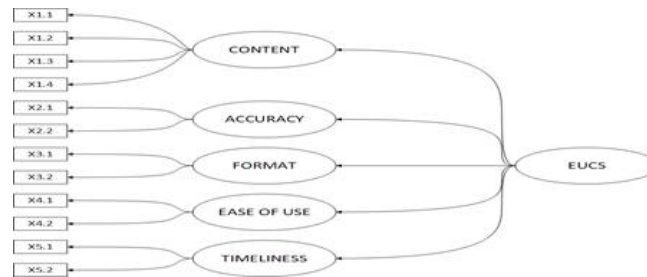 X1.1
X1.2
X1.3
X1.4
X2.1
X2.2
X3.1
X3.2
X4.1
X4.2
X5.1
X5.2
CONTENT
ACCURACY
FORMAT
EASE OF USE
TIMELINESS
EUCS